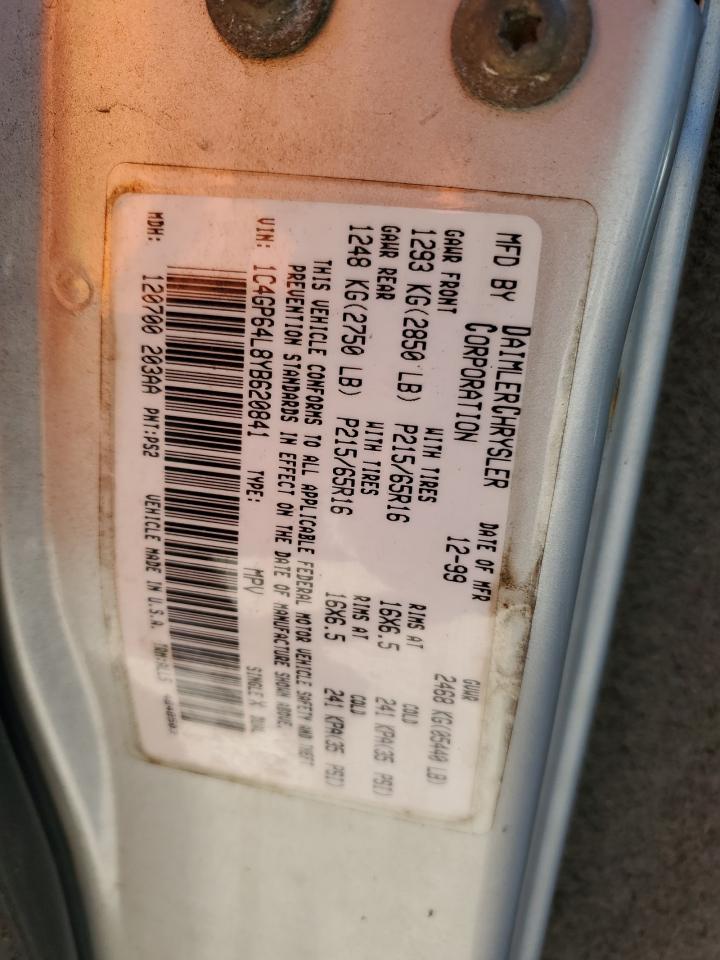 MFD BY DAIMLERCHRYSLER CORPORATION
DATE OF MFR 12-99
GVWR 2468 KG(05440 LB)
GAWR FRONT WITH TIRES RIMS AT COLD
1293 KG(2850 LB) P215/65R16 16X6.5 241 KPA(35 PSI)
GAWR REAR WITH TIRES RIMS AT COLD
1248 KG(2750 LB) P215/65R16 16X6.5 241 KPA(35 PSI)
THIS VEHICLE CONFORMS TO ALL APPLICABLE FEDERAL MOTOR VEHICLE SAFETY AND THEFT
PREVENTION STANDARDS IN EFFECT ON THE DATE OF MANUFACTURE SHOWN ABOVE.
VIN: 1C4GP64L8YB620841 TYPE: MPV SINGLE X DUAL
MDH: 120700 203AA PNT:PS2 VEHICLE MADE IN U.S.A.